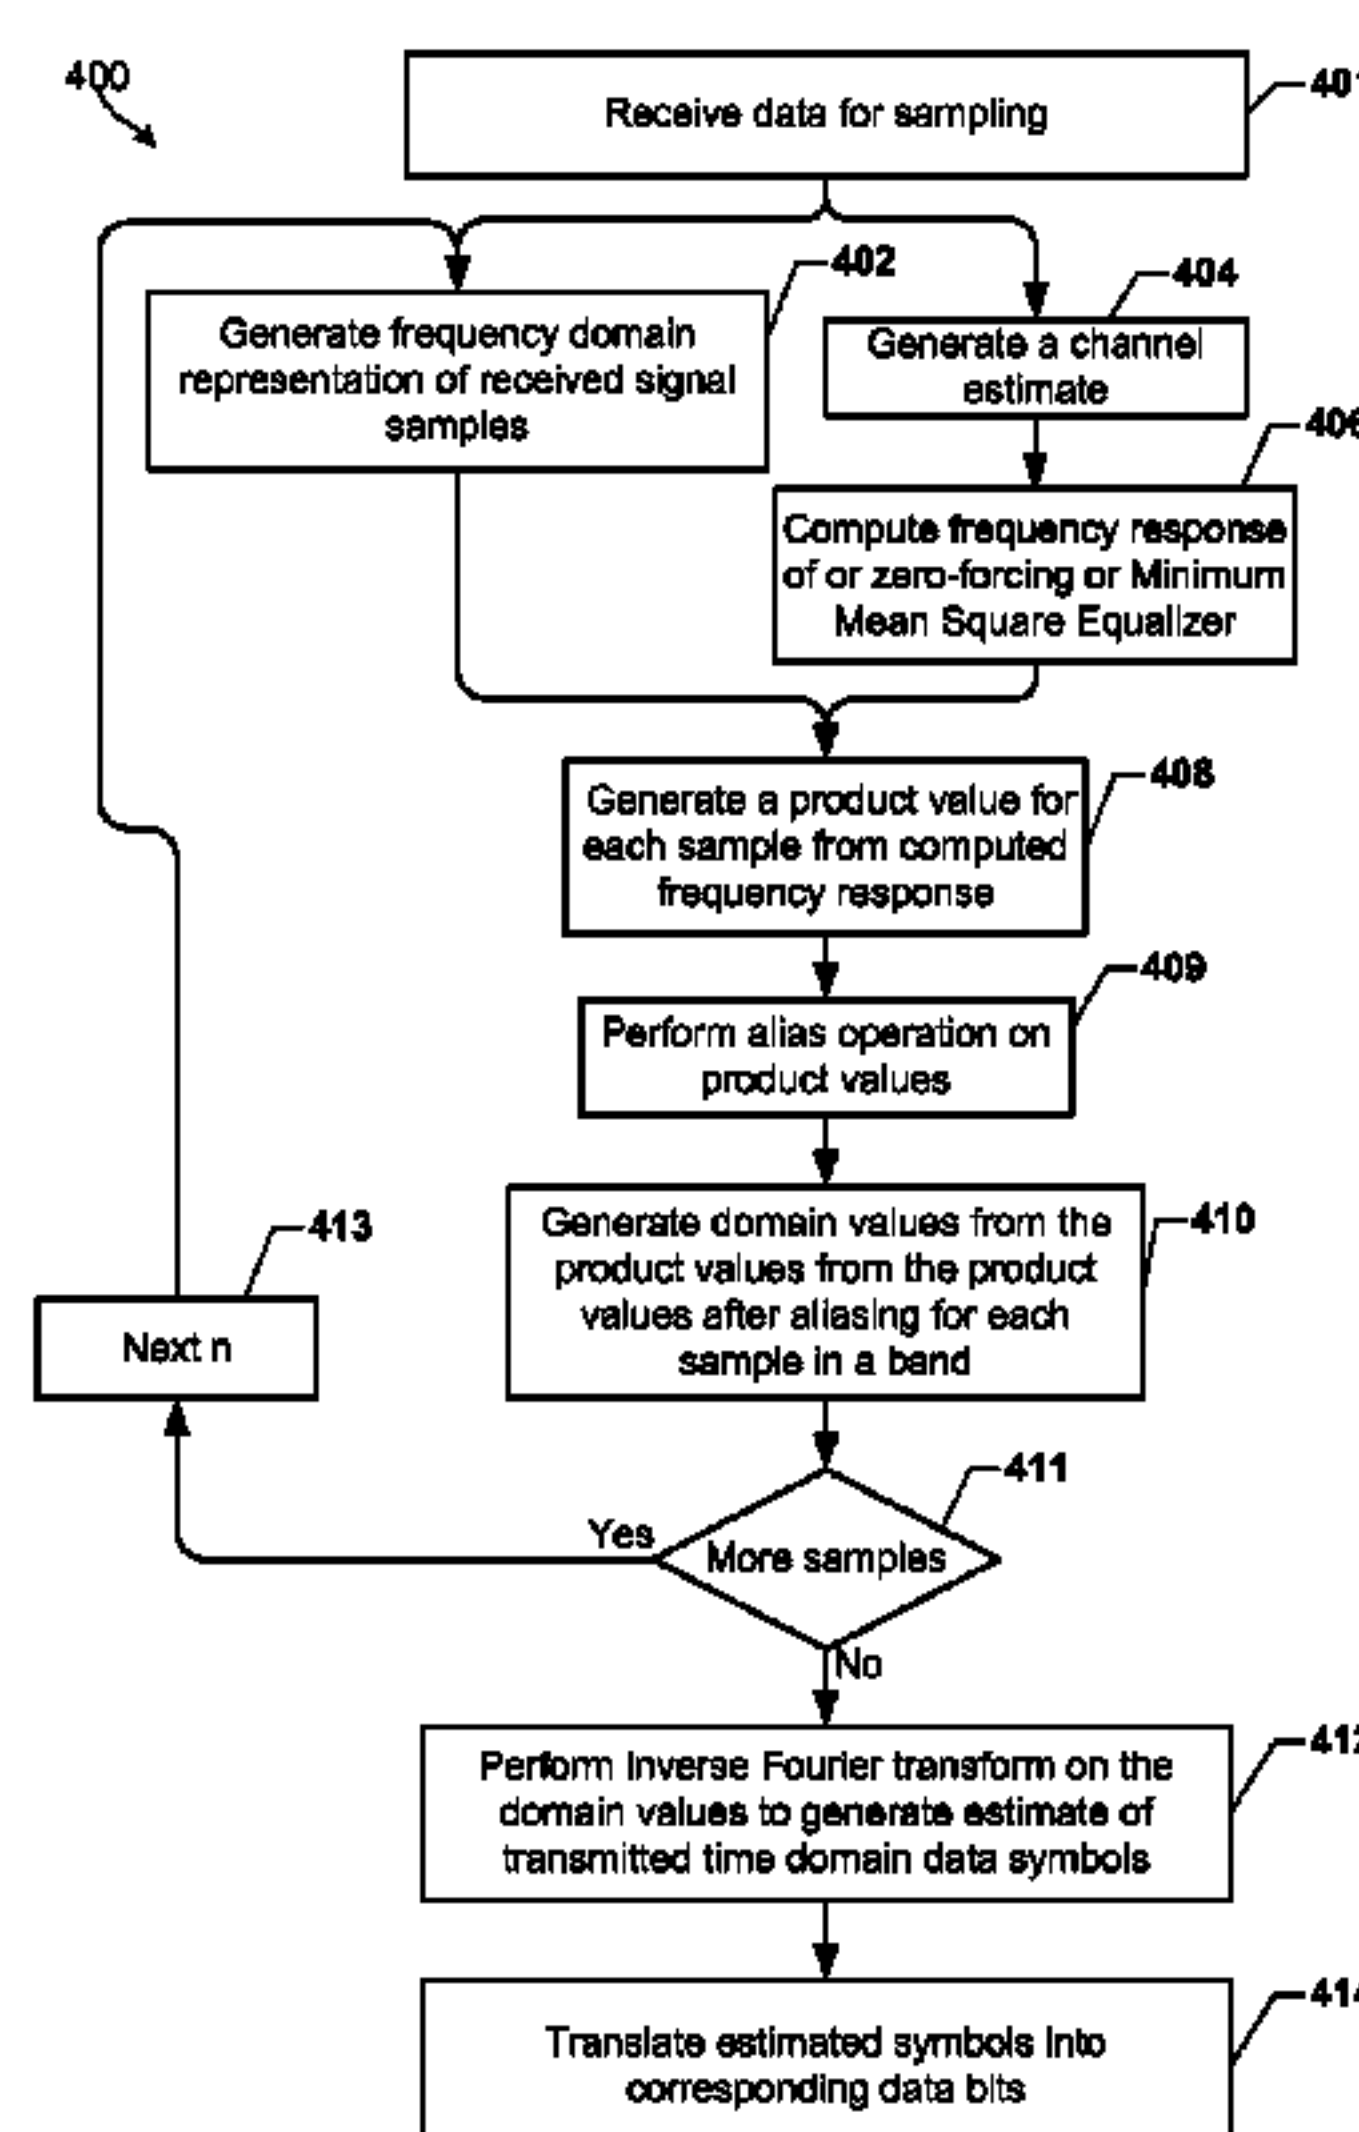 400
Receive data for sampling
401
402
404
Generate frequency domain
representation of received signal
samples
Generate a channel
estimate
406
Compute frequency response
of or zero-forcing or Minimum
Mean Square Equalizer
408
Generate a product value for
each sample from computed
frequency response
409
Perform alias operation on
product values
410
Generate domain values from the
product values from the product
values after aliasing for each
sample in a band
413
Next n
411
Yes
More samples
No
412
Perform Inverse Fourier transform on the
domain values to generate estimate of
transmitted time domain data symbols
414
Translate estimated symbols into
corresponding data bits